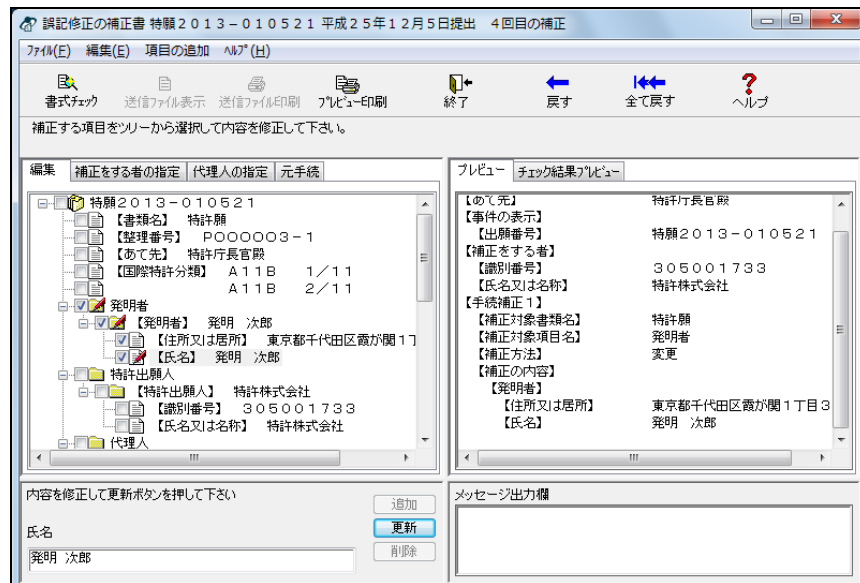 誤記修正の補正書 特願２０１３－０１０５２１ 平成２５年１２月５日提出　４回目の補正
ﾌｧｲﾙ(F)　編集(E)　項目の追加　ﾍﾙﾌﾟ(H)
書式ﾁｪｯｸ　送信ﾌｧｲﾙ表示　送信ﾌｧｲﾙ印刷　ﾌﾟﾚﾋﾞｭｰ印刷　終了　戻す　全て戻す　ヘルプ
補正する項目をツリーから選択して内容を修正して下さい。
編集　補正をする者の指定　代理人の指定　元手続
特願２０１３－０１０５２１
【書類名】　特許願
【整理番号】　Ｐ０００００３－１
【あて先】　特許庁長官殿
【国際特許分類】　Ａ１１Ｂ　　１／１１
Ａ１１Ｂ　　２／１１
発明者
【発明者】　発明　次郎
【住所又は居所】　東京都千代田区霞が関１丁
【氏名】　発明　次郎
特許出願人
【特許出願人】　特許株式会社
【識別番号】　３０５００１７３３
【氏名又は名称】　特許株式会社
代理人
プレビュー　チェック結果プレビュー
【あて先】　特許庁長官殿
【事件の表示】
【出願番号】　特願２０１３－０１０５２１
【補正をする者】
【識別番号】　３０５００１７３３
【氏名又は名称】　特許株式会社
【手続補正１】
【補正対象書類名】　特許願
【補正対象項目名】　発明者
【補正方法】　変更
【補正の内容】
【発明者】
【住所又は居所】　東京都千代田区霞が関１丁目３
【氏名】　発明　次郎
内容を修正して更新ボタンを押して下さい
追加
氏名　更新
発明　次郎　削除
メッセージ出力欄